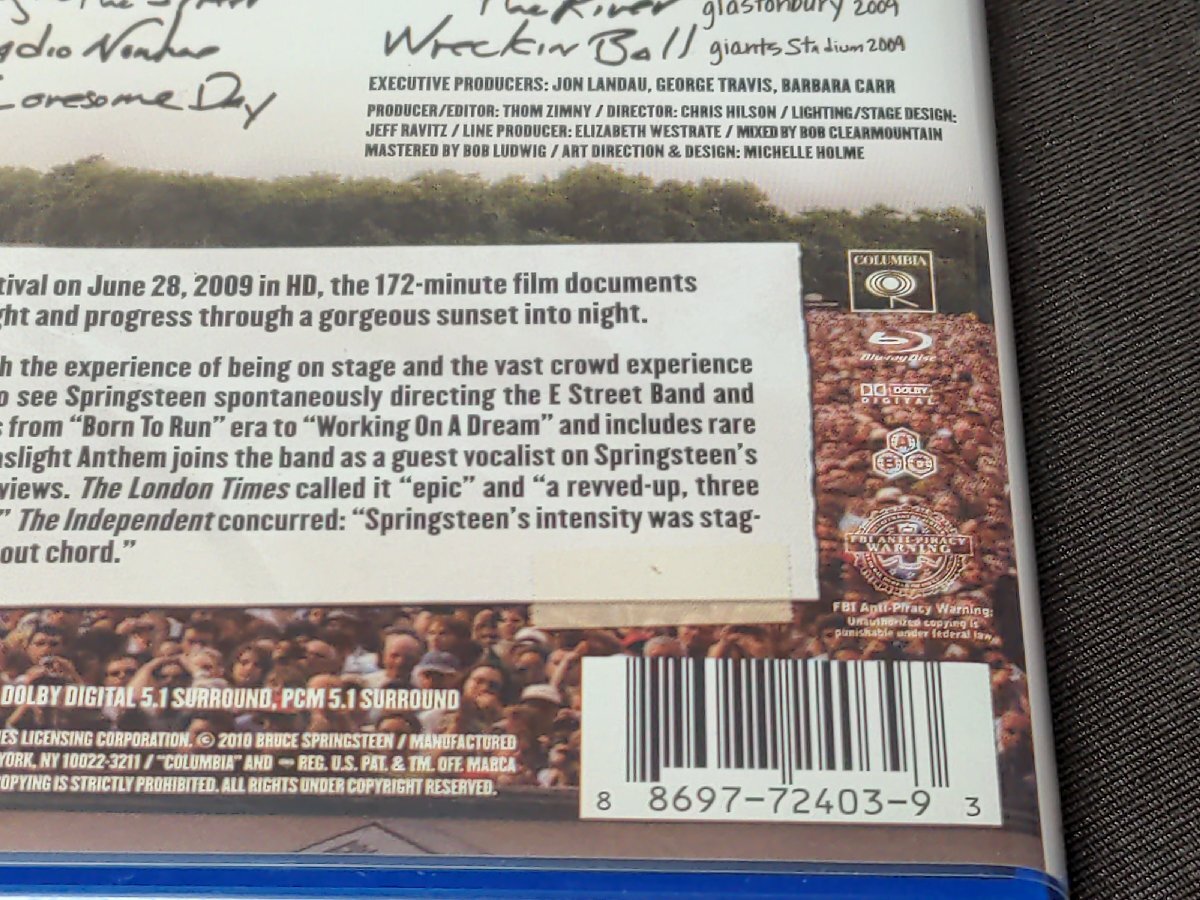 The River glastonbury 2009
Radio Nowhere
Wreckin Ball giants Stadium 2009
Lonesome Day
EXECUTIVE PRODUCERS: JON LANDAU, GEORGE TRAVIS, BARBARA CARR
PRODUCER/EDITOR: THOM ZIMNY / DIRECTOR: CHRIS HILSON / LIGHTING/STAGE DESIGN:
JEFF RAVITZ / LINE PRODUCER: ELIZABETH WESTRATE / MIXED BY BOB CLEARMOUNTAIN
MASTERED BY BOB LUDWIG / ART DIRECTION & DESIGN: MICHELLE HOLME
tival on June 28, 2009 in HD, the 172-minute film documents
ght and progress through a gorgeous sunset into night.
h the experience of being on stage and the vast crowd experience
o see Springsteen spontaneously directing the E Street Band and
s from “Born To Run” era to “Working On A Dream” and includes rare
aslight Anthem joins the band as a guest vocalist on Springsteen's
views. The London Times called it “epic” and “a revved-up, three
” The Independent concurred: “Springsteen's intensity was stag-
out chord.”
COLUMBIA
Blu-ray Disc
DOLBY
DIGITAL
A
B C
FBI ANTI-PIRACY
WARNING
FBI Anti-Piracy Warning:
Unauthorized copying is
punishable under federal law.
DOLBY DIGITAL 5.1 SURROUND, PCM 5.1 SURROUND
ES LICENSING CORPORATION. © 2010 BRUCE SPRINGSTEEN / MANUFACTURED
YORK, NY 10022-3211 / "COLUMBIA" AND REG. U.S. PAT. & TM. OFF. MARCA
OPYING IS STRICTLY PROHIBITED. ALL RIGHTS UNDER COPYRIGHT RESERVED.
8 8697-72403-9 3